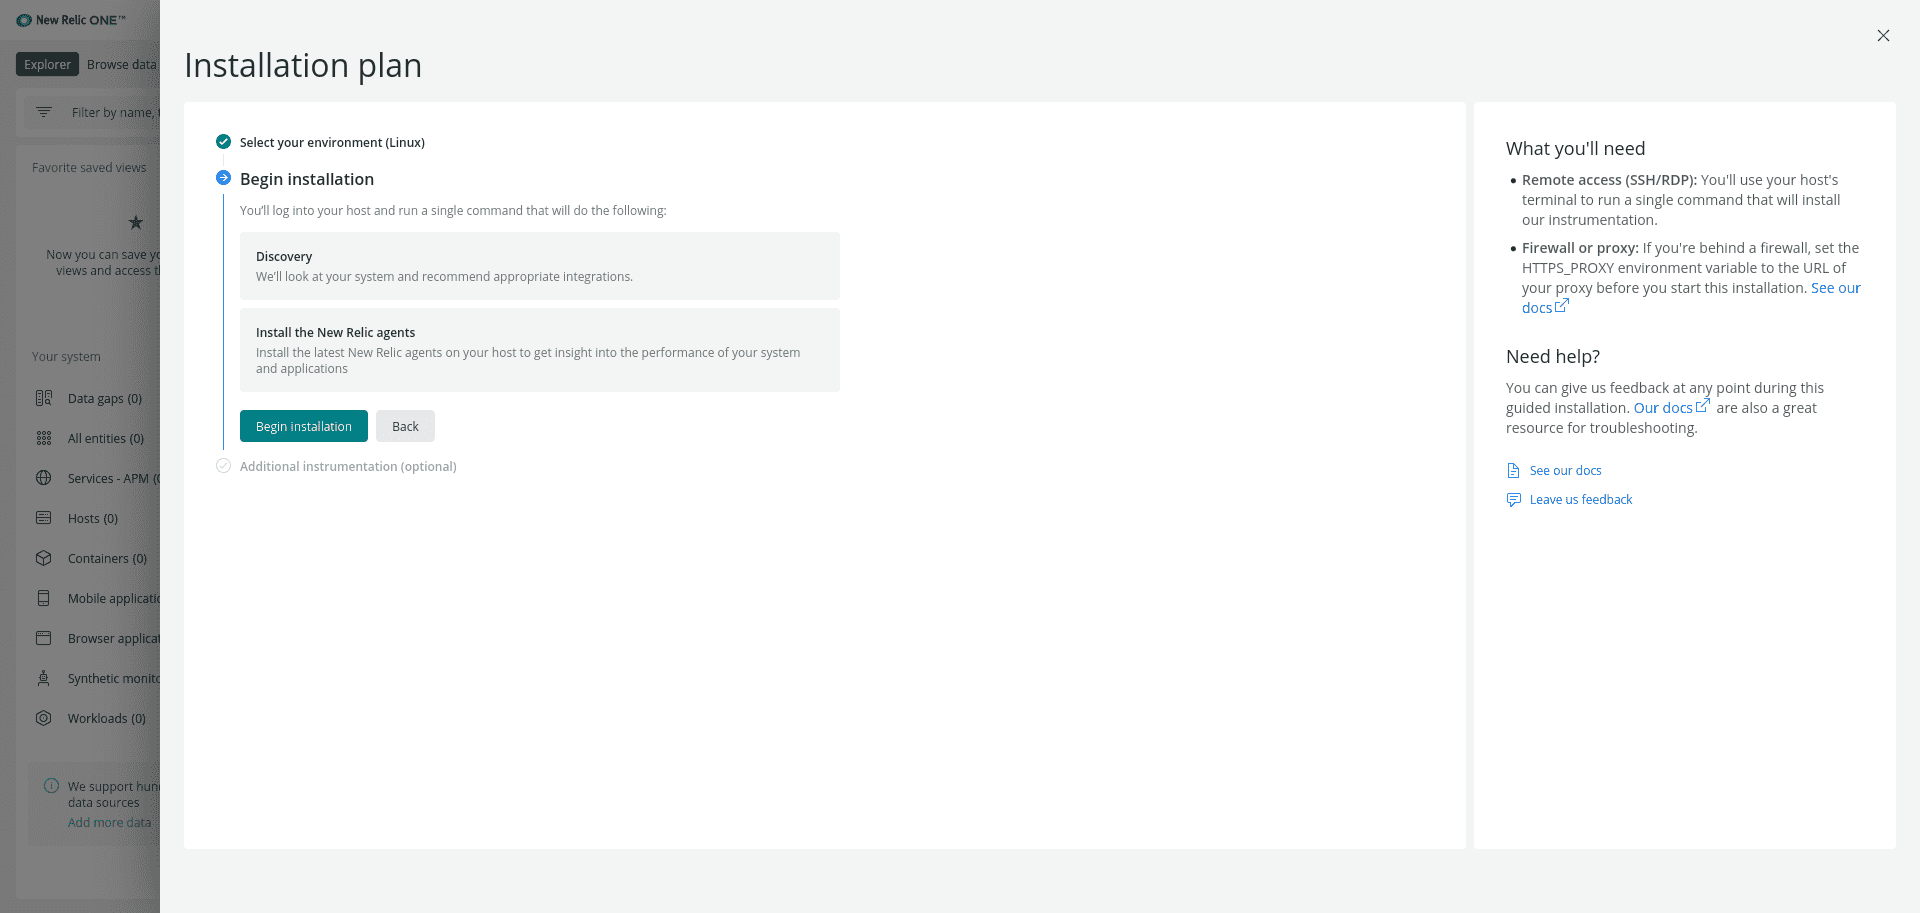 New Relic ONE™
Explorer
Browse data
Filter by name,
Favorite saved views
Now you can save
views and access
Your system
Data gaps (0)
All entities (0)
Services - APM
Hosts (0)
Containers (0)
Mobile applicatio
Browser applicat
Synthetic monito
Workloads (0)
We support hun
data sources
Add more data
Installation plan
Select your environment (Linux)
Begin installation
You'll log into your host and run a single command that will do the following:
Discovery
We'll look at your system and recommend appropriate integrations.
Install the New Relic agents
Install the latest New Relic agents on your host to get insight into the performance of your system
and applications
Begin installation
Back
Additional instrumentation (optional)
What you'll need
• Remote access (SSH/RDP): You'll use your host's
terminal to run a single command that will install
our instrumentation.
• Firewall or proxy: If you're behind a firewall, set the
HTTPS_PROXY environment variable to the URL of
your proxy before you start this installation. See our
docs
Need help?
You can give us feedback at any point during this
guided installation. Our docs are also a great
resource for troubleshooting.
See our docs
Leave us feedback